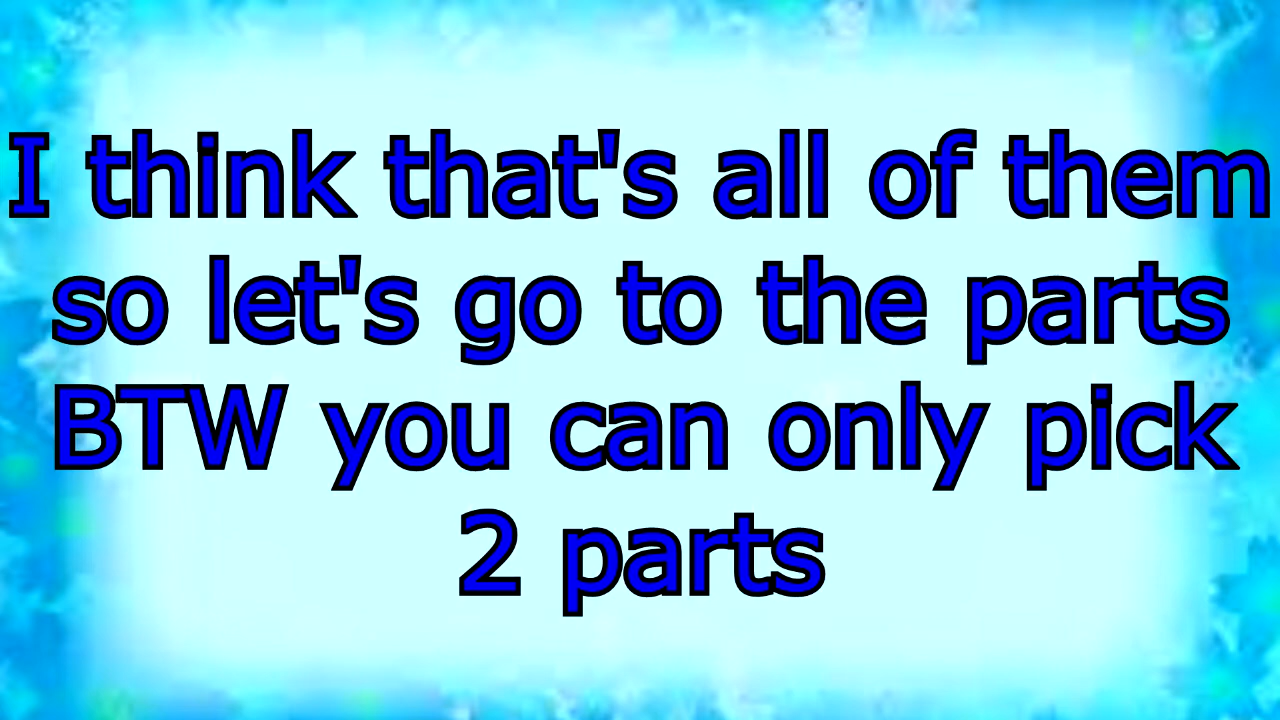 I think that's all of them
so let's go to the parts
BTW you can only pick
2 parts